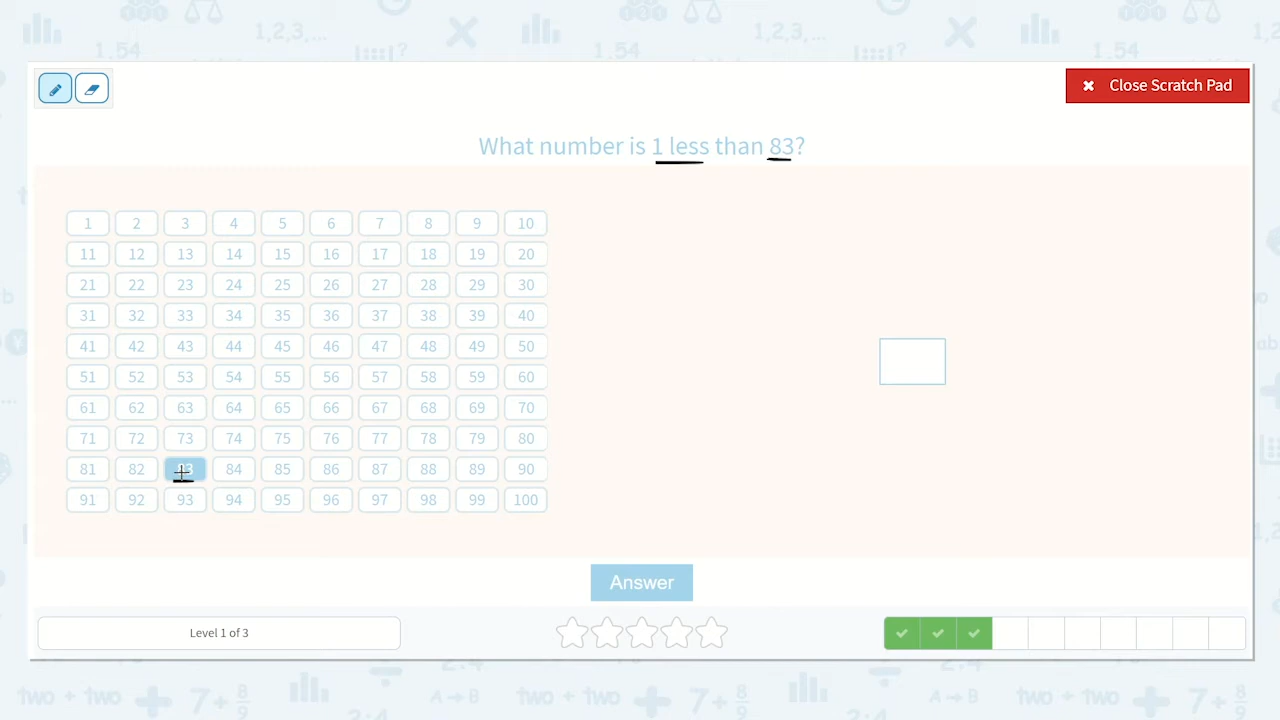 Close Scratch Pad
What number is 1 less than 83?
1 2 3 4 5 6 7 8 9 10
11 12 13 14 15 16 17 18 19 20
21 22 23 24 25 26 27 28 29 30
31 32 33 34 35 36 37 38 39 40
41 42 43 44 45 46 47 48 49 50
51 52 53 54 55 56 57 58 59 60
61 62 63 64 65 66 67 68 69 70
71 72 73 74 75 76 77 78 79 80
81 82 83 84 85 86 87 88 89 90
91 92 93 94 95 96 97 98 99 100
Answer
Level 1 of 3